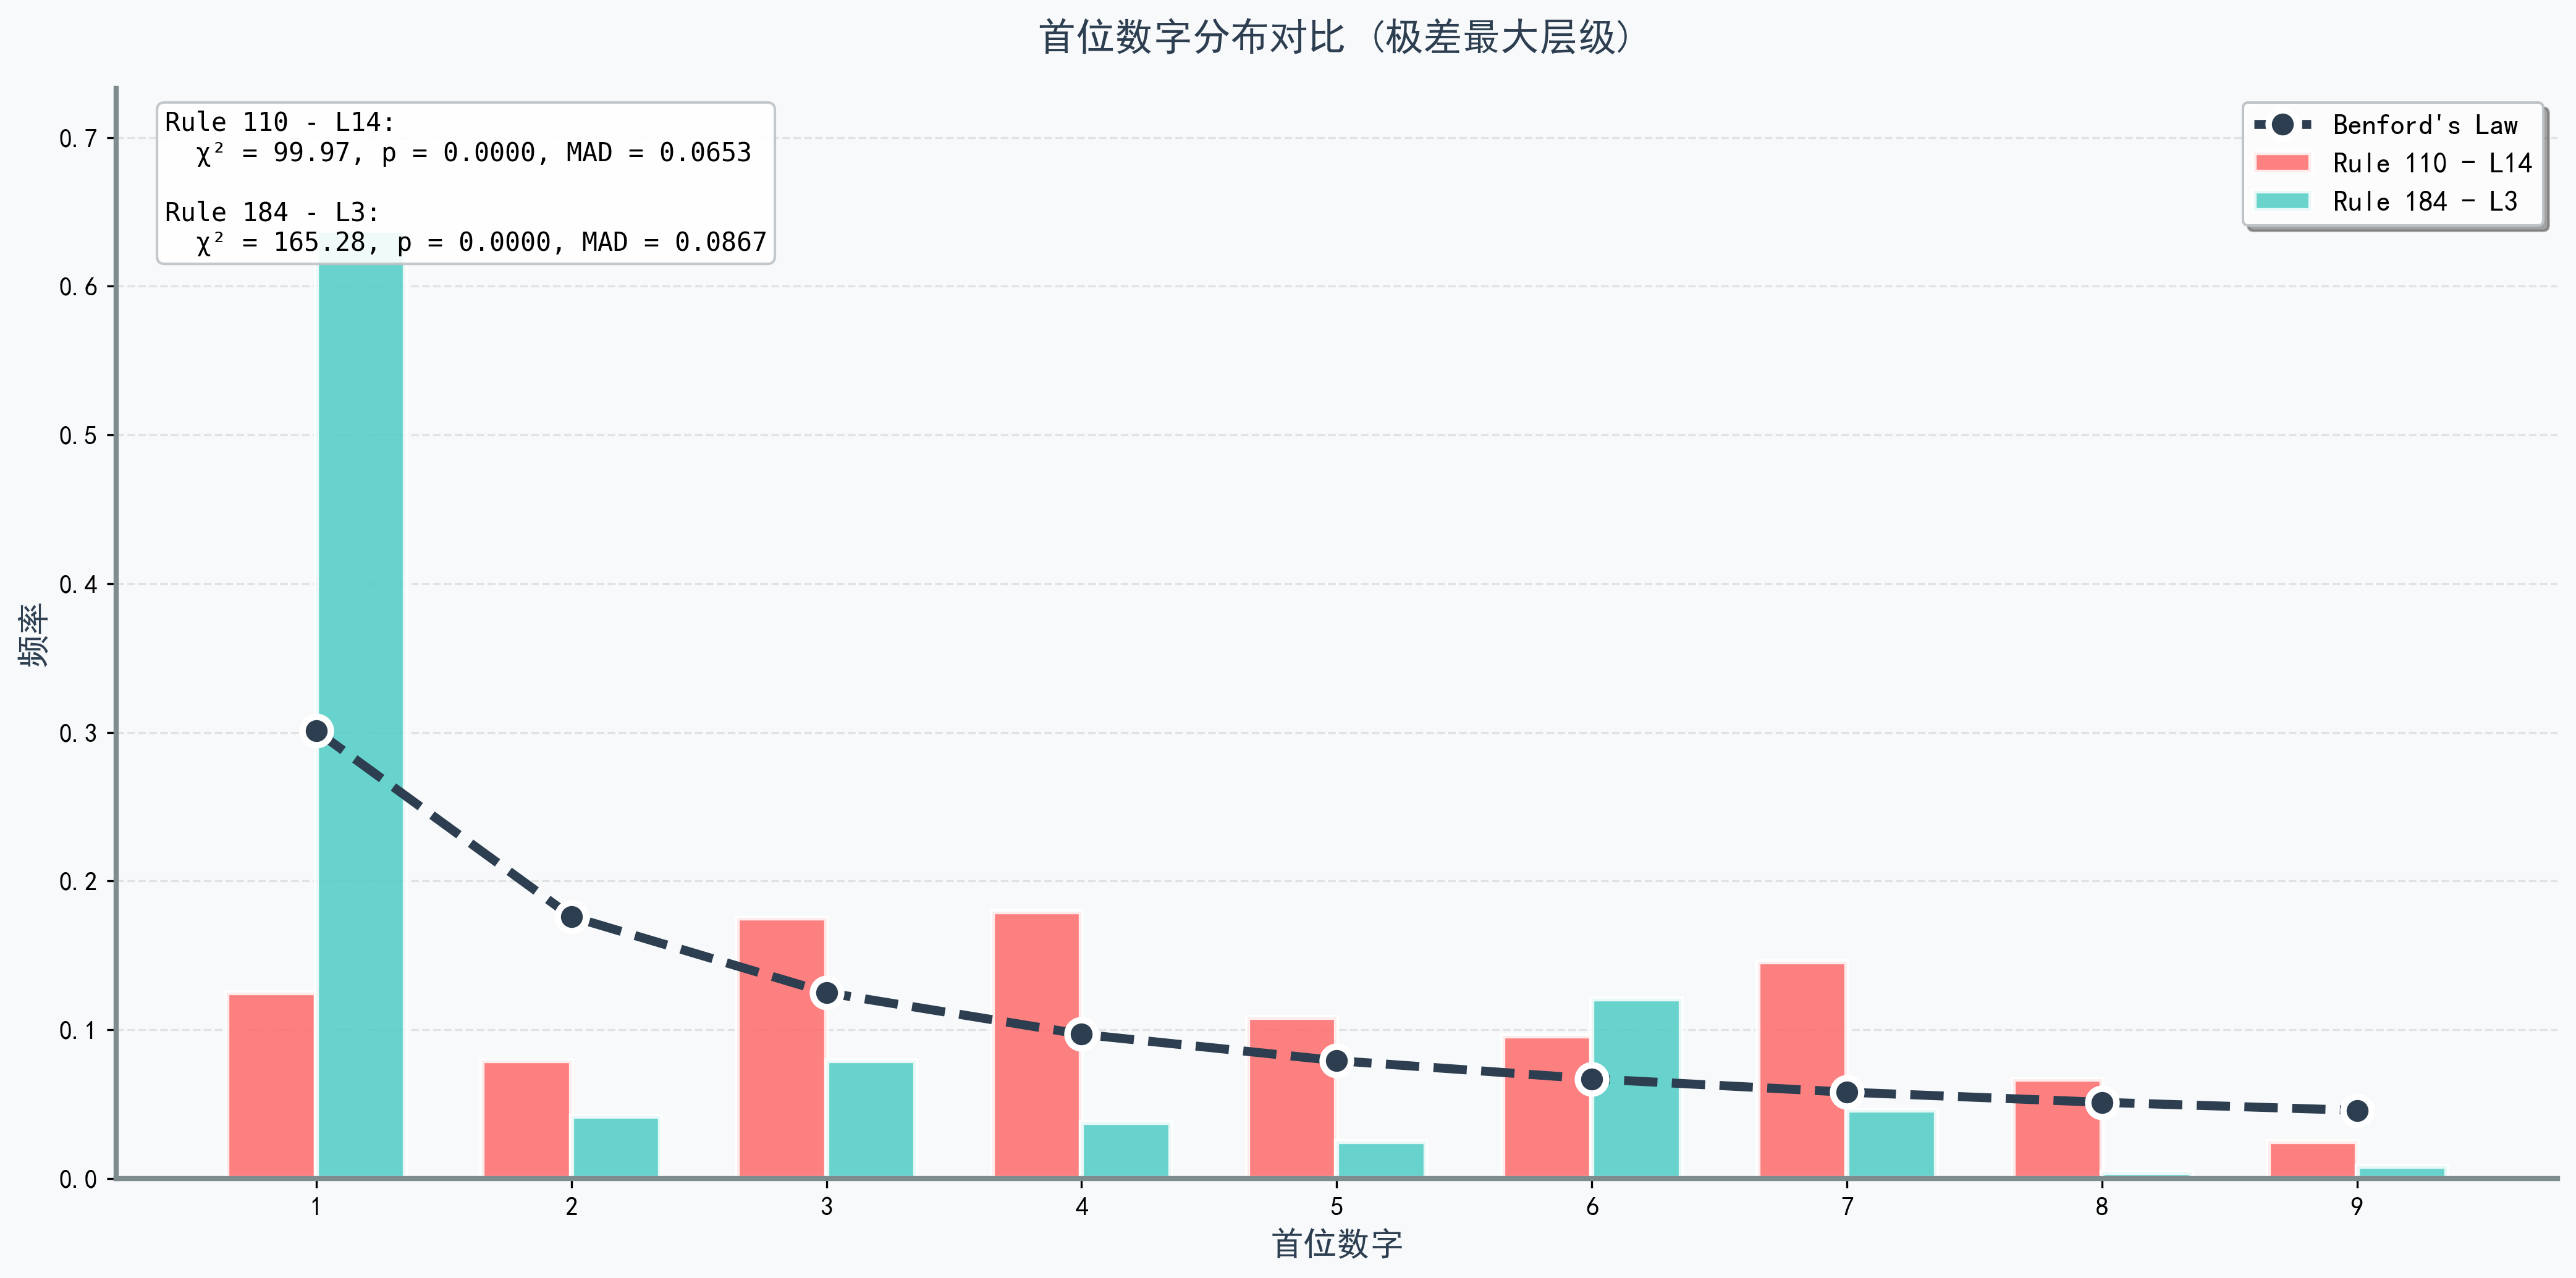 首位数字分布对比 (极差最大层级)
Rule 110 - L14:
χ² = 99.97, p = 0.0000, MAD = 0.0653
Rule 184 - L3:
χ² = 165.28, p = 0.0000, MAD = 0.0867
Benford's Law
Rule 110 - L14
Rule 184 - L3
频率
0.7
0.6
0.5
0.4
0.3
0.2
0.1
0.0
1 2 3 4 5 6 7 8 9
首位数字